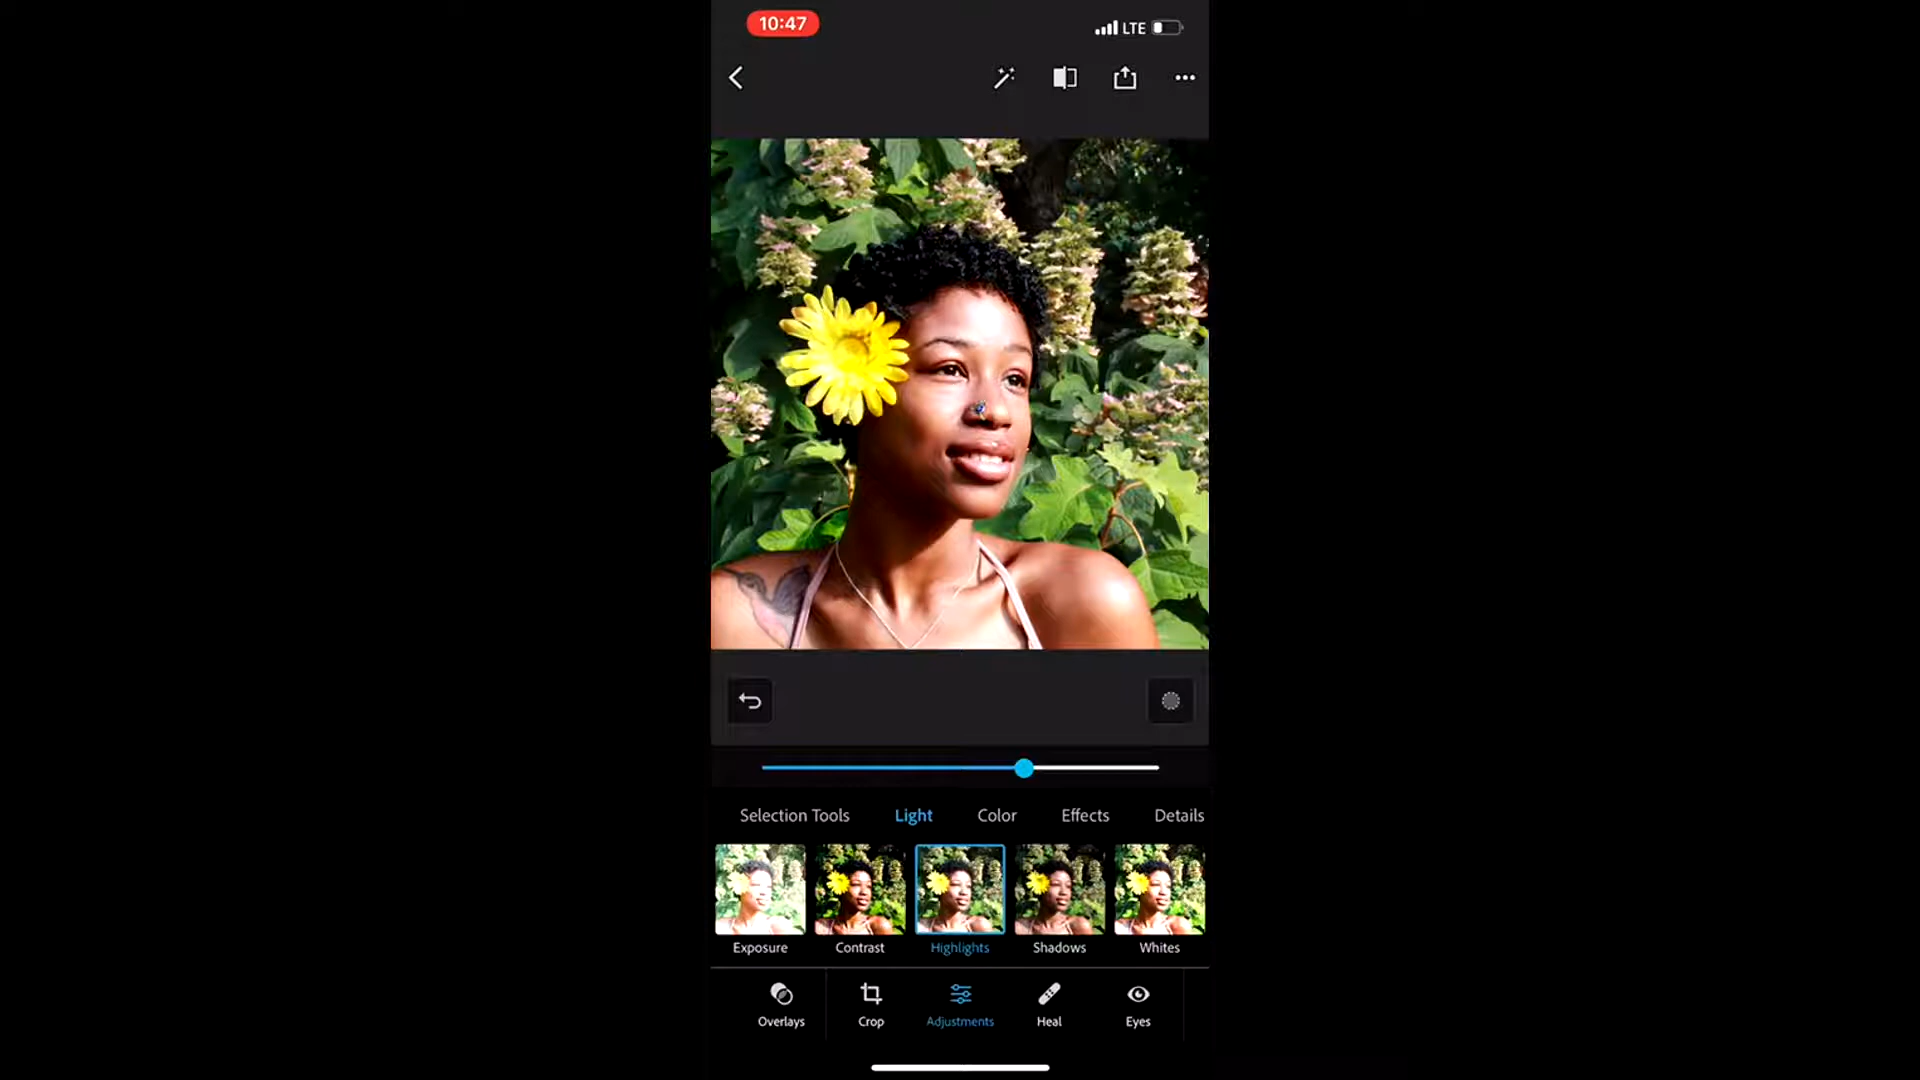 10:47
LTE
Selection Tools Light Color Effects Details
Exposure Contrast Highlights Shadows Whites
Overlays Crop Adjustments Heal Eyes